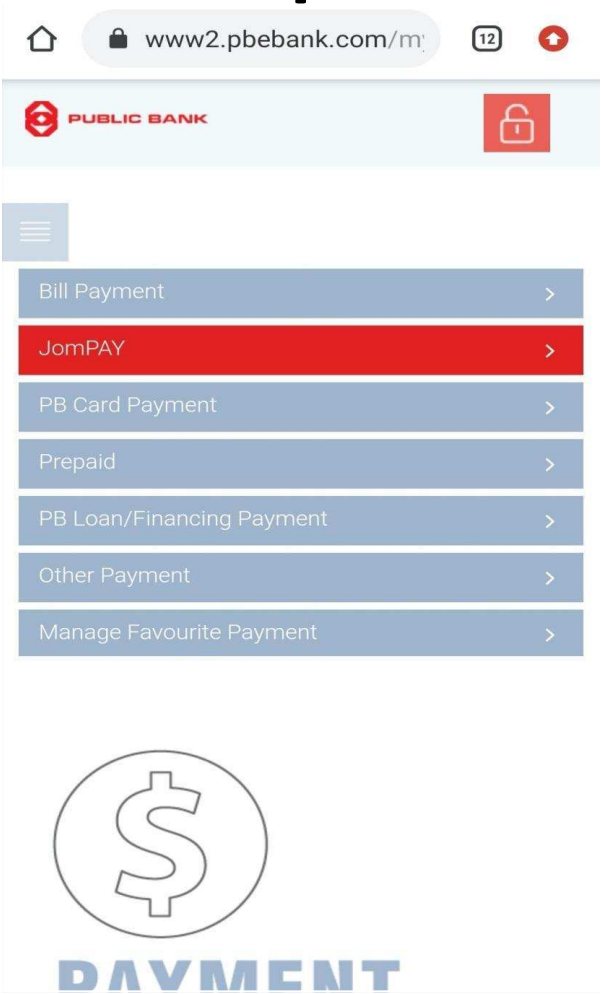 www2.pbebank.com/my
12
PUBLIC BANK
Bill Payment
JomPAY
PB Card Payment
Prepaid
PB Loan/Financing Payment
Other Payment
Manage Favourite Payment
$
PAYMENT